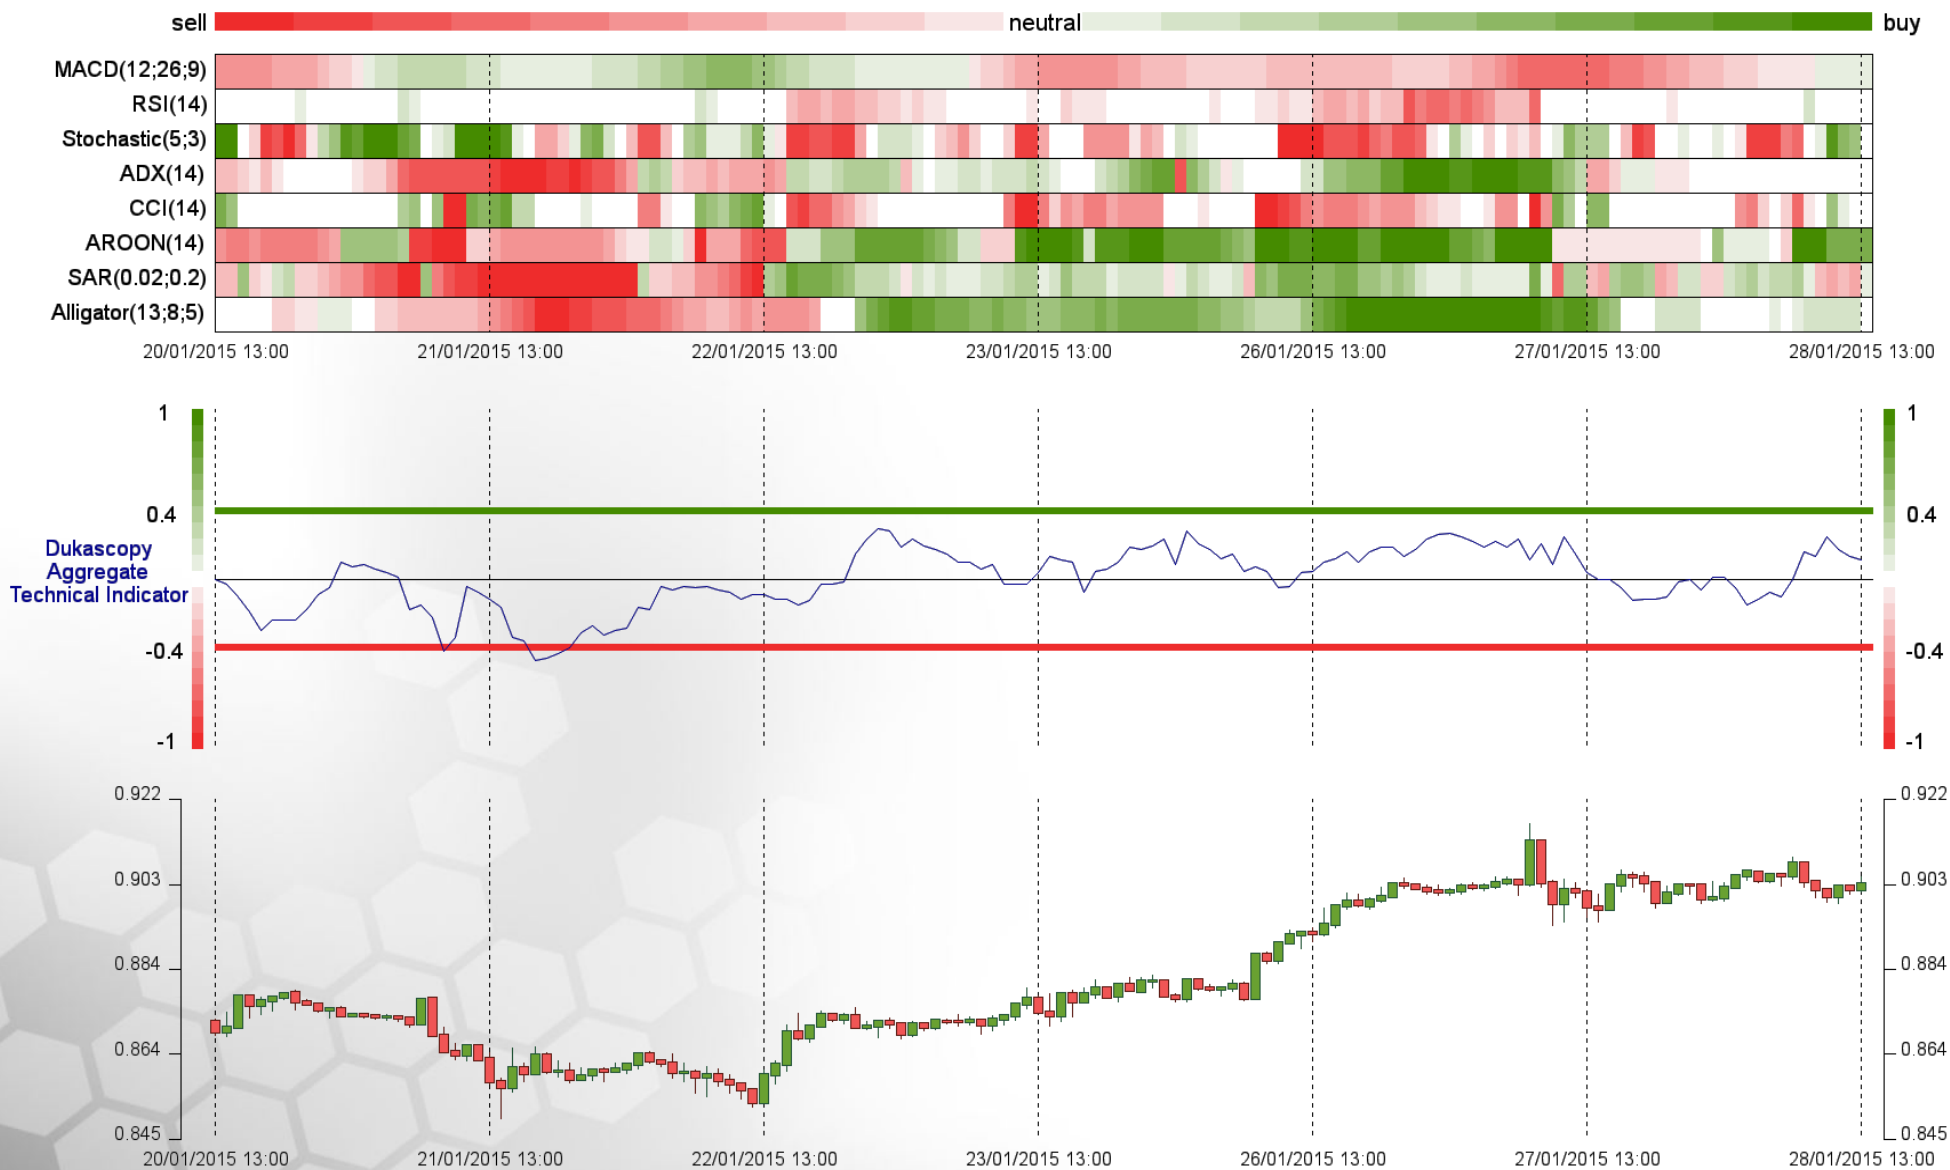 sell neutral buy
MACD(12;26;9)
RSI(14)
Stochastic(5;3)
ADX(14)
CCI(14)
AROON(14)
SAR(0.02;0.2)
Alligator(13;8;5)
20/01/2015 13:00 21/01/2015 13:00 22/01/2015 13:00 23/01/2015 13:00 26/01/2015 13:00 27/01/2015 13:00 28/01/2015 13:00
1 1
0.4 0.4
Dukascopy
Aggregate
Technical Indicator
-0.4 -0.4
-1 -1
0.922 0.922
0.903 0.903
0.884 0.884
0.864 0.864
0.845 0.845
20/01/2015 13:00 21/01/2015 13:00 22/01/2015 13:00 23/01/2015 13:00 26/01/2015 13:00 27/01/2015 13:00 28/01/2015 13:00